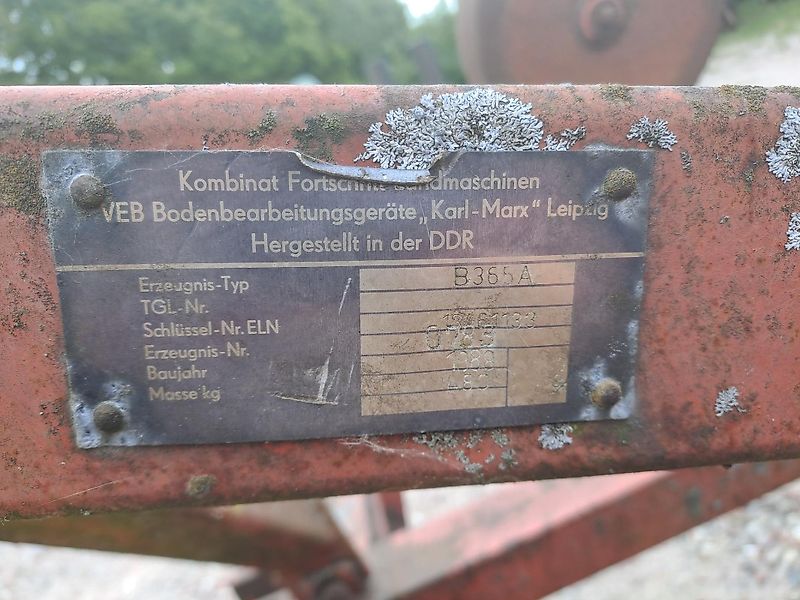 Kombinat Fortschritt Landmaschinen
VEB Bodenbearbeitungsgeräte „Karl-Marx" Leipzig
Hergestellt in der DDR
Erzeugnis-Typ B365A
TGL-Nr.
Schlüssel-Nr. ELN
Erzeugnis-Nr.
Baujahr
Masse kg